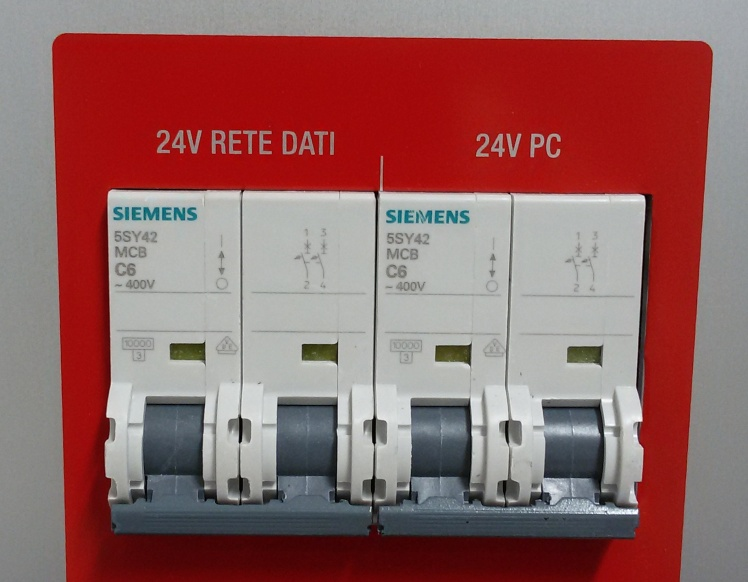 24V RETE DATI
24V PC
SIEMENS
5SY42
MCB
C6
~ 400V
10000
3
1 3
2 4
SIEMENS
5SY42
MCB
C6
~ 400V
10000
3
1 3
2 4